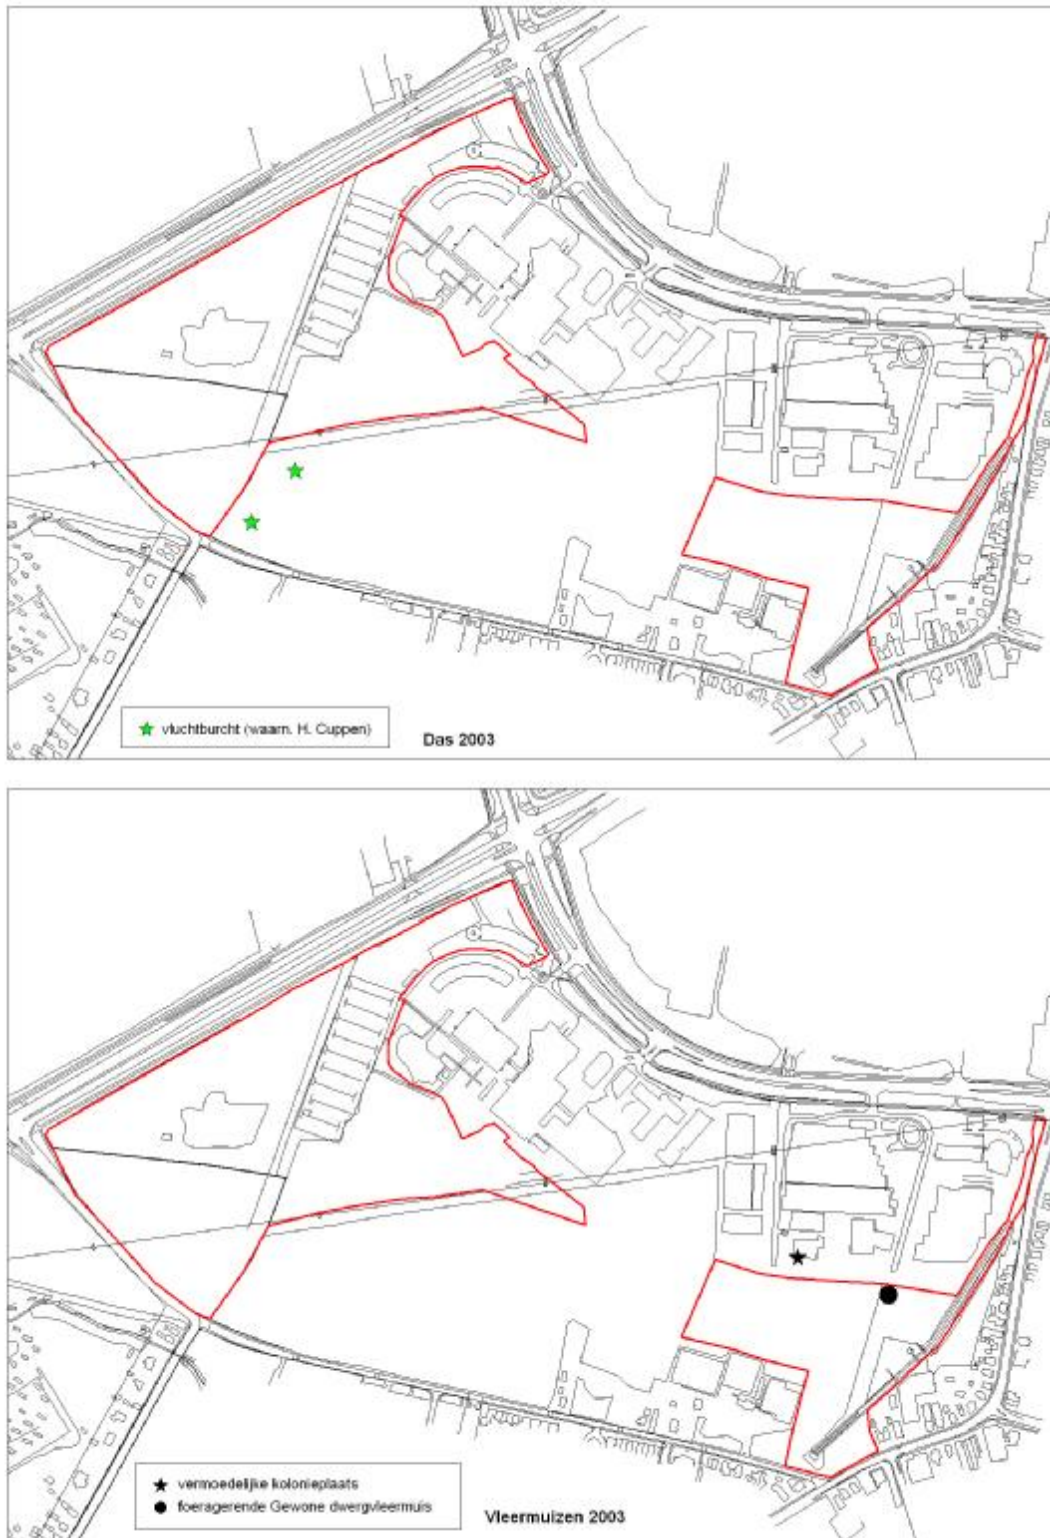 vluchtburcht (waarn. H. Cuppen)
Das 2003
vermoedelijke kolonieplaats
foeragerende Gewone dwergvleermuis
Vleermuizen 2003